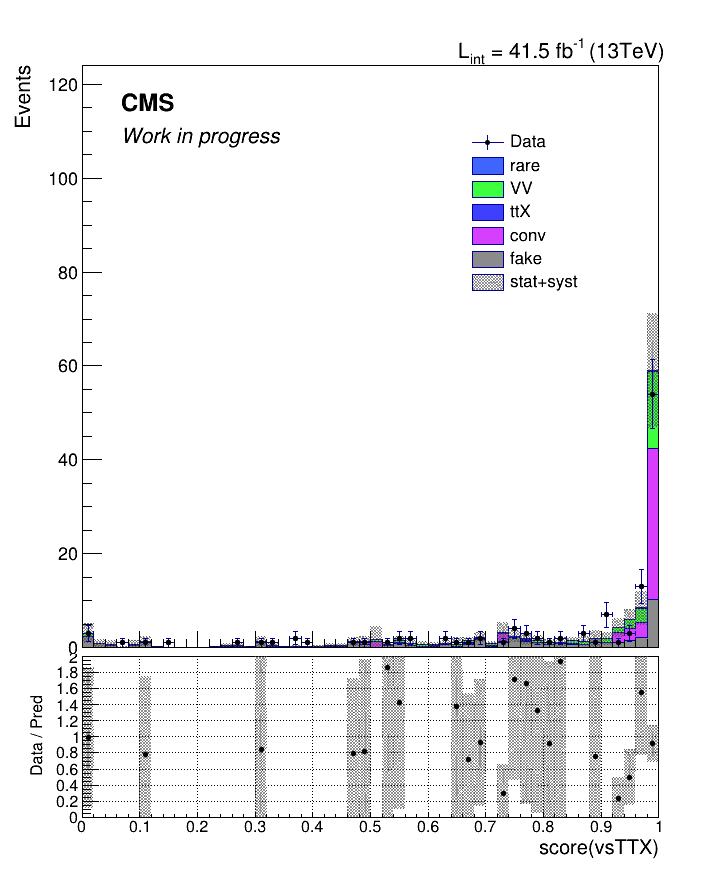 L_int = 41.5 fb^-1 (13TeV)
Events
120
100
80
60
40
20
0
CMS
Work in progress
Data
rare
VV
ttX
conv
fake
stat+syst
Data / Pred
2
1.8
1.6
1.4
1.2
1
0.8
0.6
0.4
0.2
0
0 0.1 0.2 0.3 0.4 0.5 0.6 0.7 0.8 0.9 1
score(vsTTX)